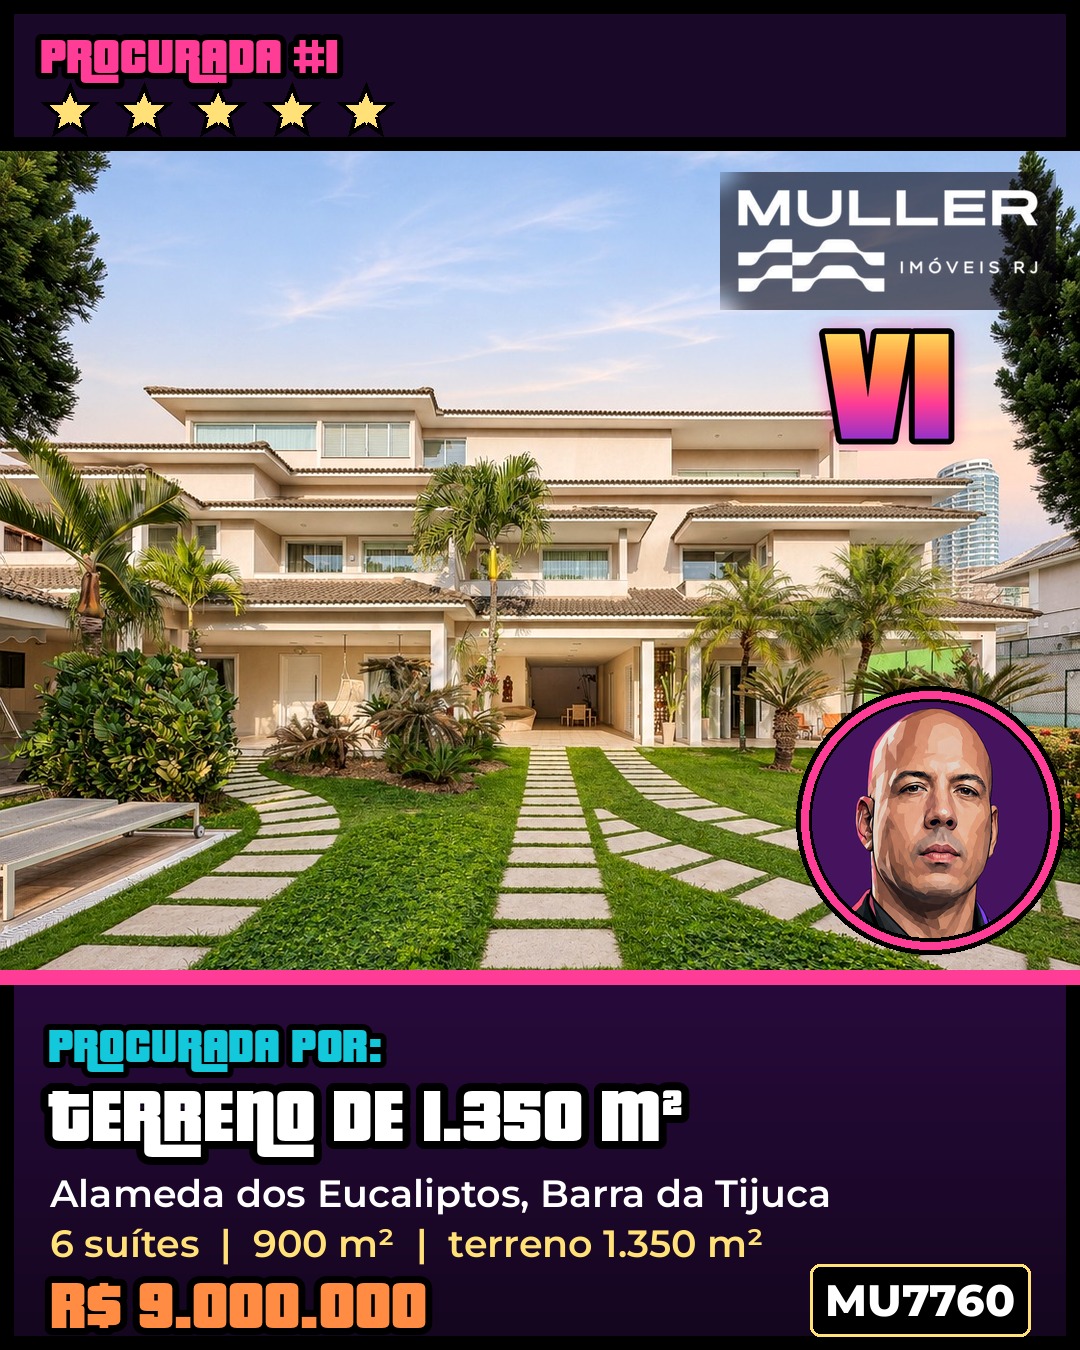 PROCURADA #1
MULLER
IMÓVEIS RJ
VI
PROCURADA POR:
TERRENO DE 1.350 M²
Alameda dos Eucaliptos, Barra da Tijuca
6 suítes | 900 m² | terreno 1.350 m²
R$ 9.000.000
MU7760